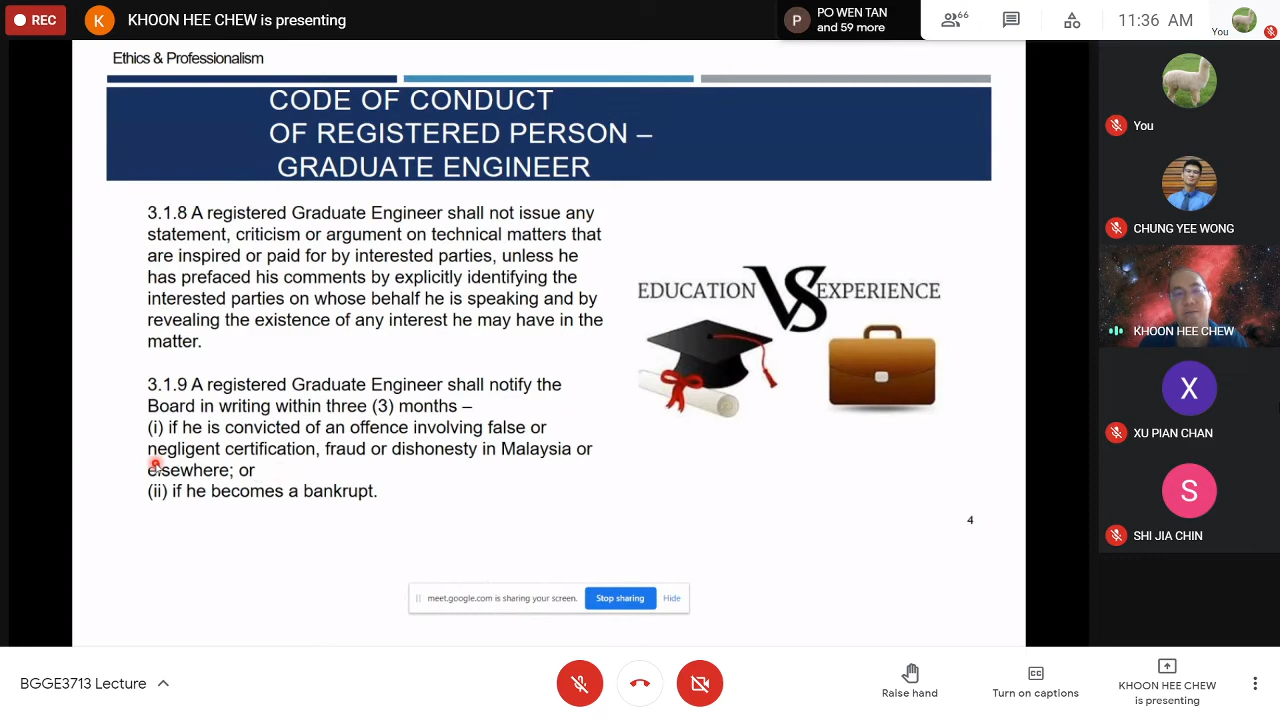 REC
K
KHOON HEE CHEW is presenting
P
PO WEN TAN
and 59 more
66
11:36 AM
You
Ethics & Professionalism
CODE OF CONDUCT
OF REGISTERED PERSON –
GRADUATE ENGINEER
3.1.8 A registered Graduate Engineer shall not issue any
statement, criticism or argument on technical matters that
are inspired or paid for by interested parties, unless he
has prefaced his comments by explicitly identifying the
interested parties on whose behalf he is speaking and by
revealing the existence of any interest he may have in the
matter.
3.1.9 A registered Graduate Engineer shall notify the
Board in writing within three (3) months –
(i) if he is convicted of an offence involving false or
negligent certification, fraud or dishonesty in Malaysia or
elsewhere; or
(ii) if he becomes a bankrupt.
EDUCATION VS EXPERIENCE
4
meet.google.com is sharing your screen.
Stop sharing
Hide
You
CHUNG YEE WONG
KHOON HEE CHEW
X
XU PIAN CHAN
S
SHI JIA CHIN
BGGE3713 Lecture
Raise hand
Turn on captions
KHOON HEE CHEW
is presenting